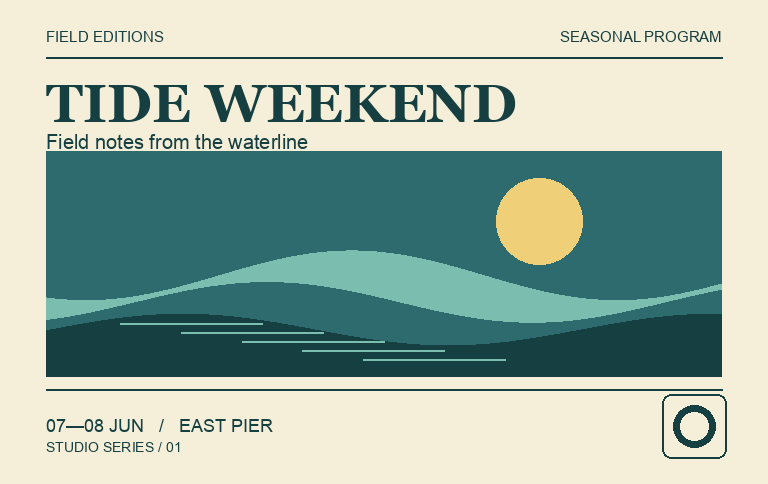 FIELD EDITIONS
SEASONAL PROGRAM
TIDE WEEKEND
Field notes from the waterline
07—08 JUN / EAST PIER
STUDIO SERIES / 01